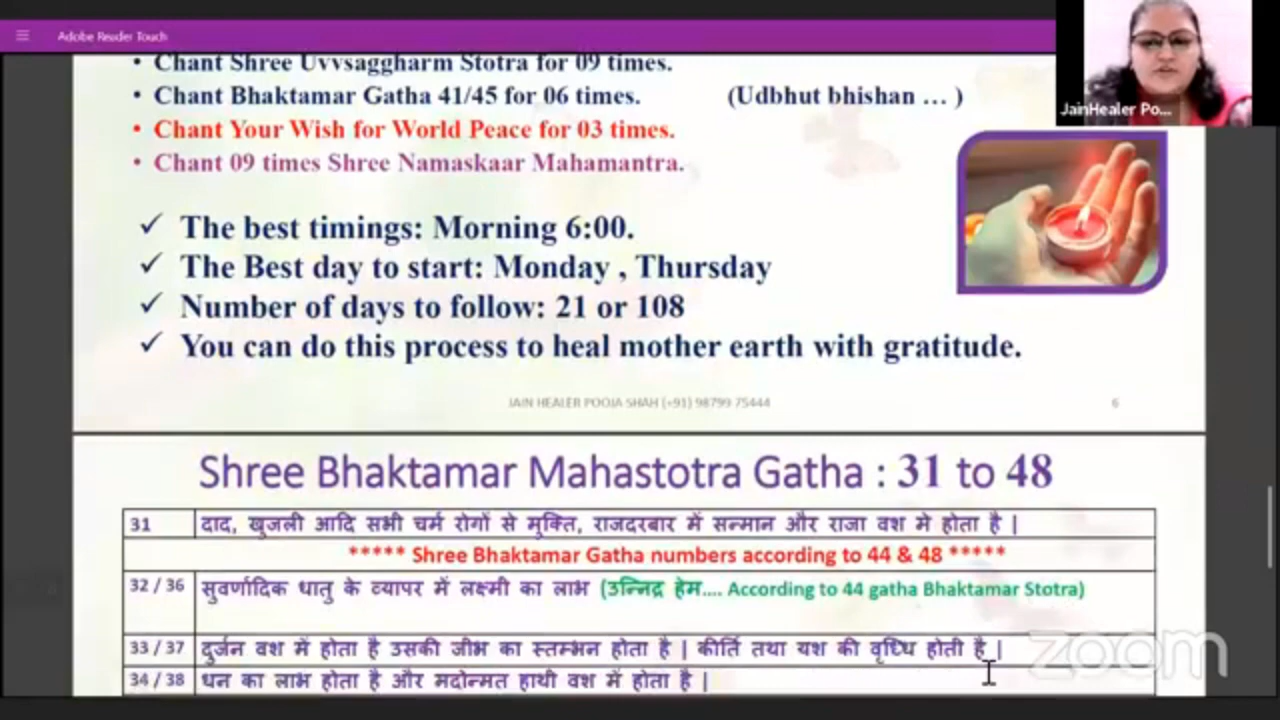 Adobe Reader Touch
JainHealer Po...
• Chant Shree Uvvsaggharm Stotra for 09 times.
• Chant Bhaktamar Gatha 41/45 for 06 times. (Udbhut bhishan ... )
• Chant Your Wish for World Peace for 03 times.
• Chant 09 times Shree Namaskaar Mahamantra.
✓ The best timings: Morning 6:00.
✓ The Best day to start: Monday , Thursday
✓ Number of days to follow: 21 or 108
✓ You can do this process to heal mother earth with gratitude.
JAIN HEALER POOJA SHAH (+91) 98799 75444 6
Shree Bhaktamar Mahastotra Gatha : 31 to 48
31 दाद, खुजली आदि सभी चर्म रोगों से मुक्ति, राजदरबार में सन्मान और राजा वश मे होता है |
***** Shree Bhaktamar Gatha numbers according to 44 & 48 *****
32 / 36 सुवर्णादिक धातु के व्यापर में लक्ष्मी का लाभ (उन्निद्र हेम.... According to 44 gatha Bhaktamar Stotra)
33 / 37 दुर्जन वश में होता है उसकी जीभ का स्तम्भन होता है | कीर्ति तथा यश की वृध्धि होती है |
34 / 38 धन का लाभ होता है और मदोन्मत हाथी वश में होता है |
zoom